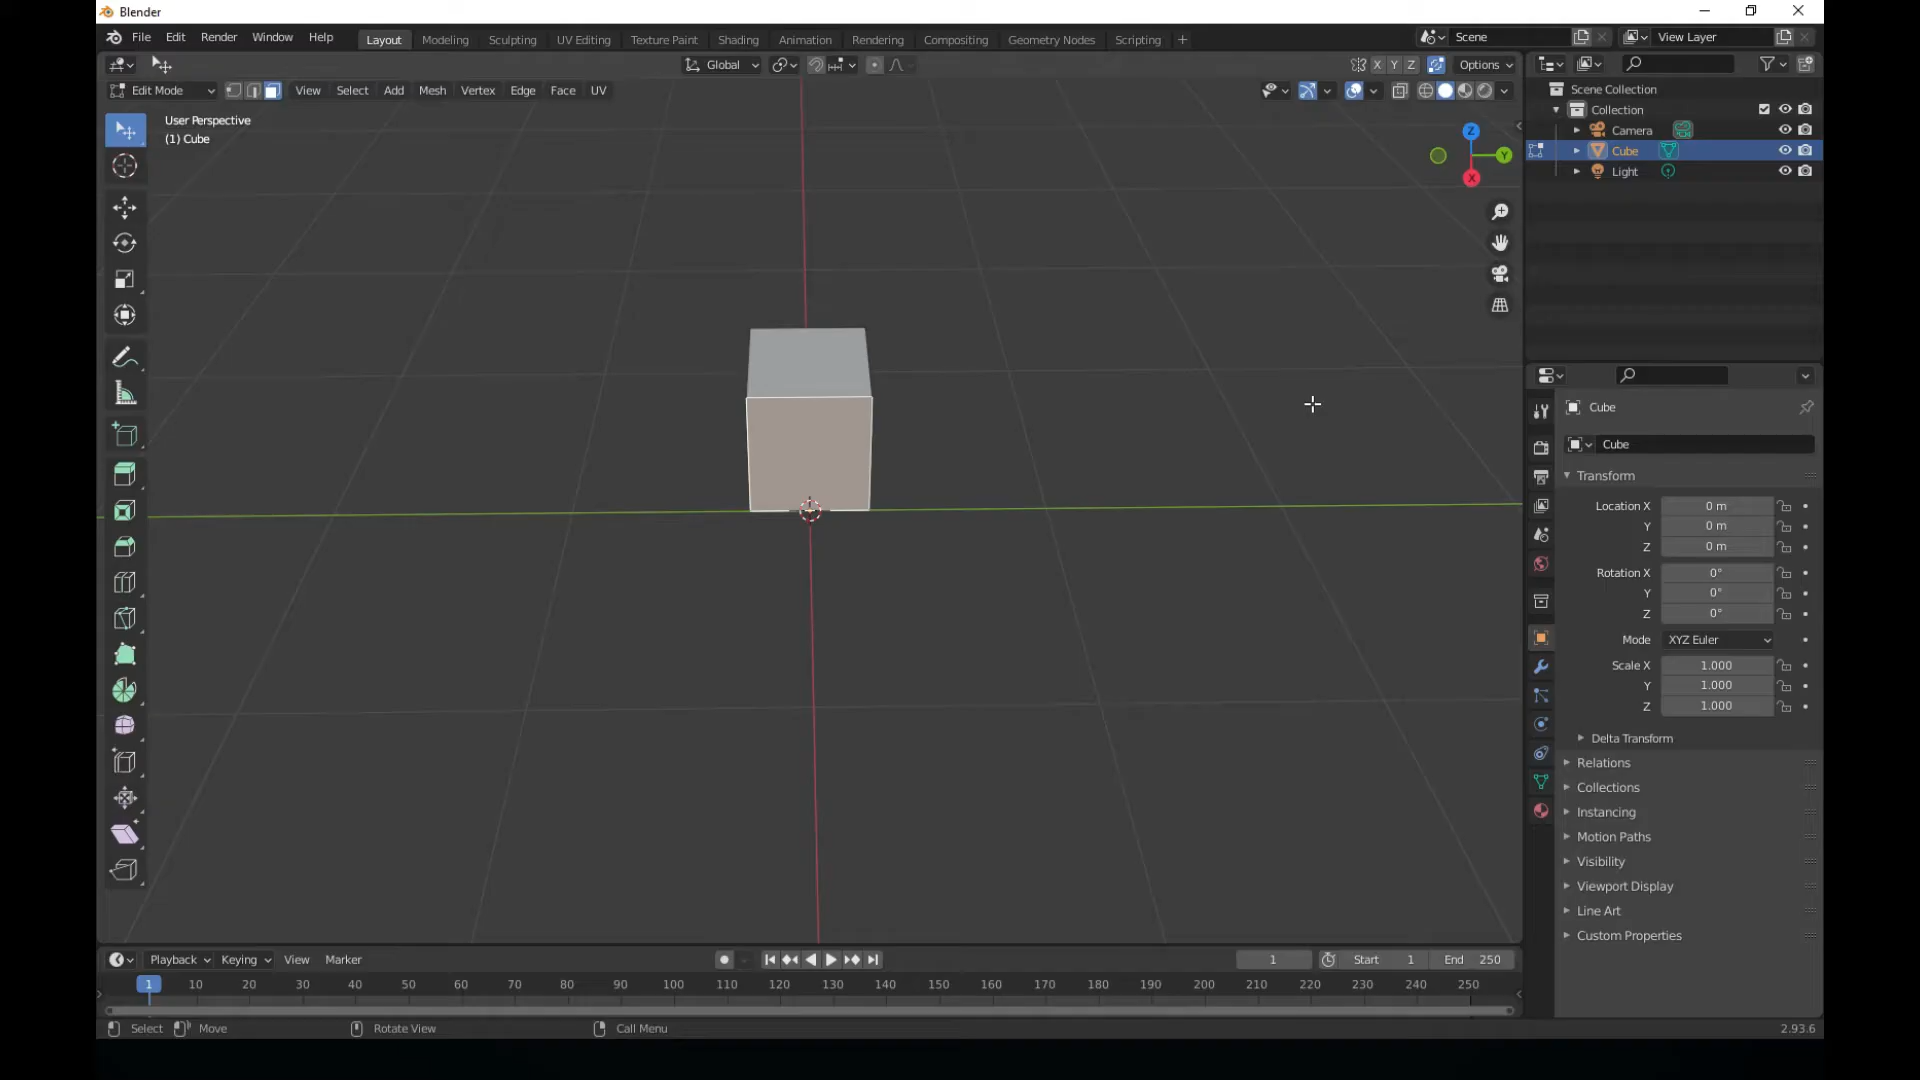 Blender
File Edit Render Window Help Layout Modeling Sculpting UV Editing Texture Paint Shading Animation Rendering Compositing Geometry Nodes Scripting + Scene View Layer
Global X Y Z Options
Edit Mode View Select Add Mesh Vertex Edge Face UV
User Perspective
(1) Cube
Z
Y
X
Scene Collection
Collection
Camera
Cube
Light
Cube
Cube
Transform
Location X 0 m
Y 0 m
Z 0 m
Rotation X 0°
Y 0°
Z 0°
Mode XYZ Euler
Scale X 1.000
Y 1.000
Z 1.000
Delta Transform
Relations
Collections
Instancing
Motion Paths
Visibility
Viewport Display
Line Art
Custom Properties
Playback Keying View Marker 1 Start 1 End 250
1 10 20 30 40 50 60 70 80 90 100 110 120 130 140 150 160 170 180 190 200 210 220 230 240 250
Select Move Rotate View Call Menu 2.93.6